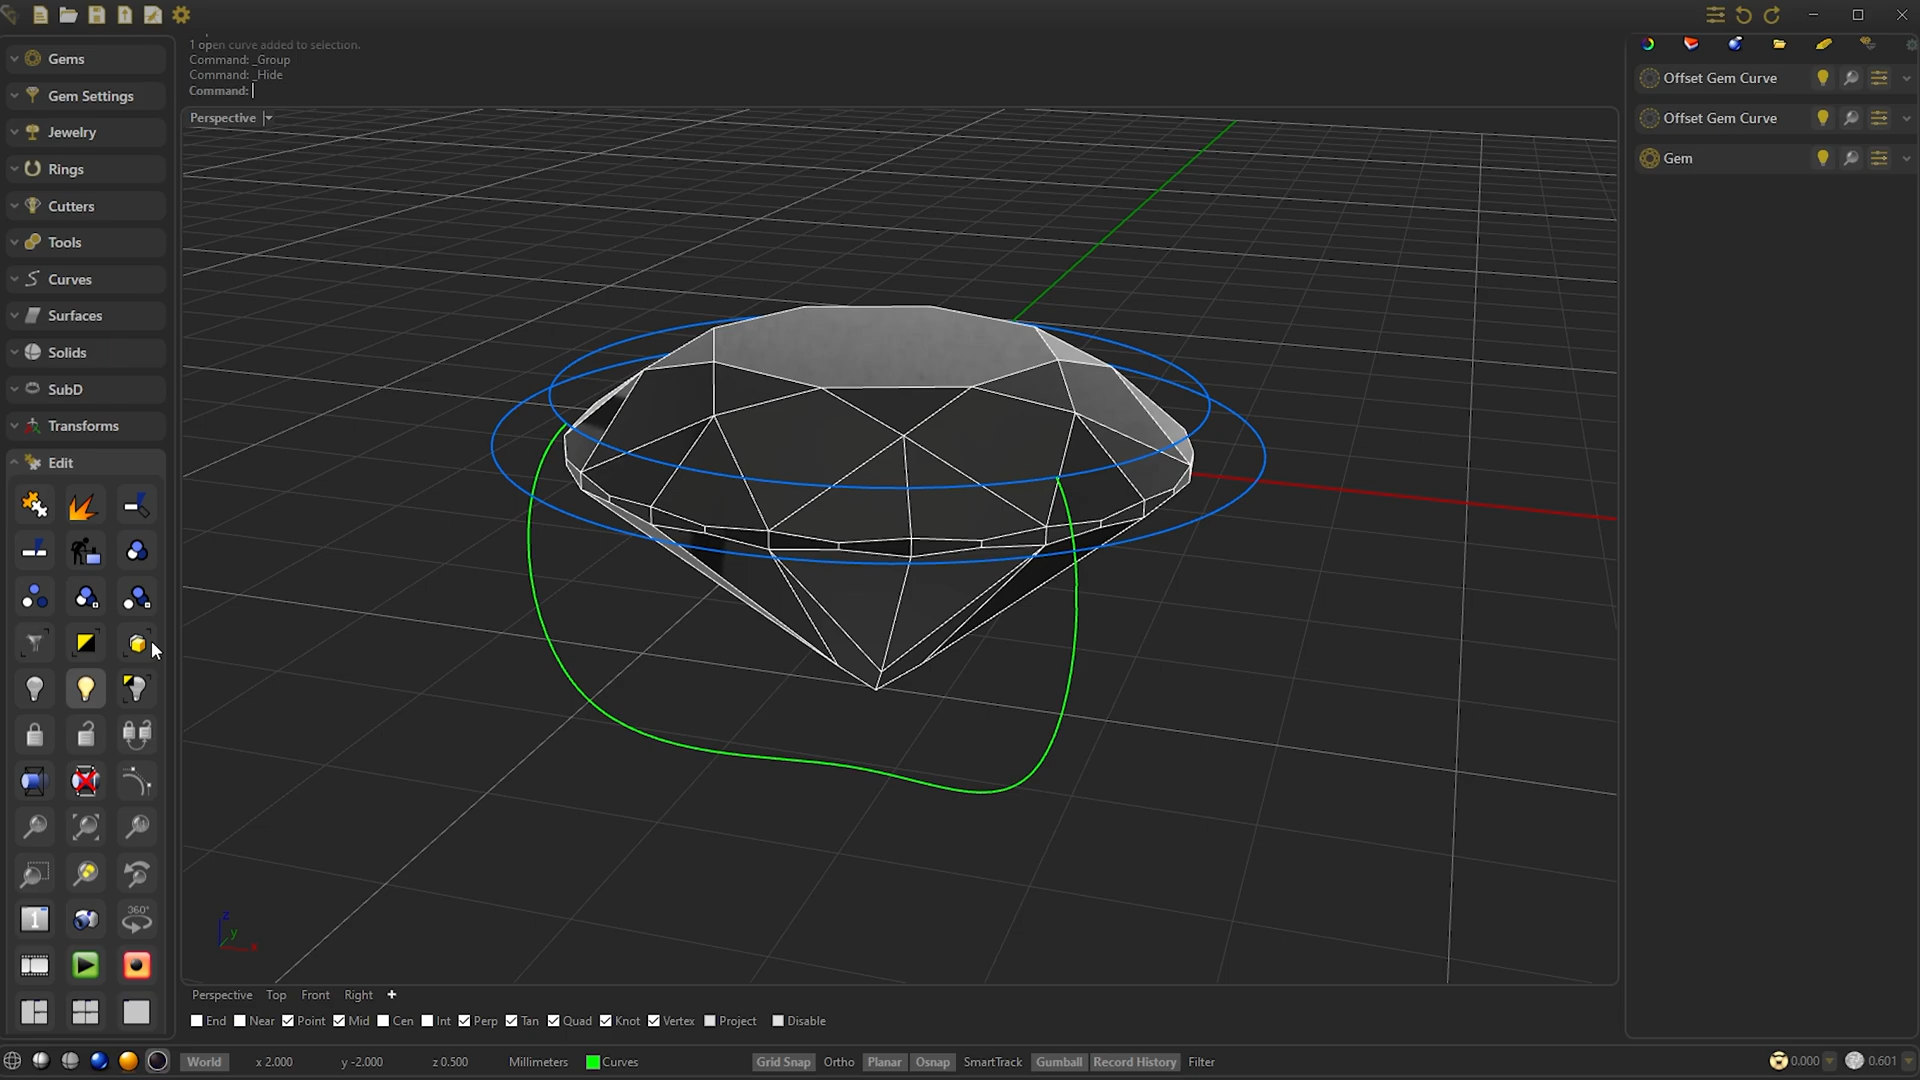 1 open curve added to selection.
Command: _Group
Command: _Hide
Command:
Perspective
Gems
Gem Settings
Jewelry
Rings
Cutters
Tools
Curves
Surfaces
Solids
SubD
Transforms
Edit
1
360°
Offset Gem Curve
Offset Gem Curve
Gem
z
y
Perspective Top Front Right
End Near Point Mid Cen Int Perp Tan Quad Knot Vertex Project Disable
World x 2.000 y -2.000 z 0.500 Millimeters Curves Grid Snap Ortho Planar Osnap SmartTrack Gumball Record History Filter 0.000 0.601